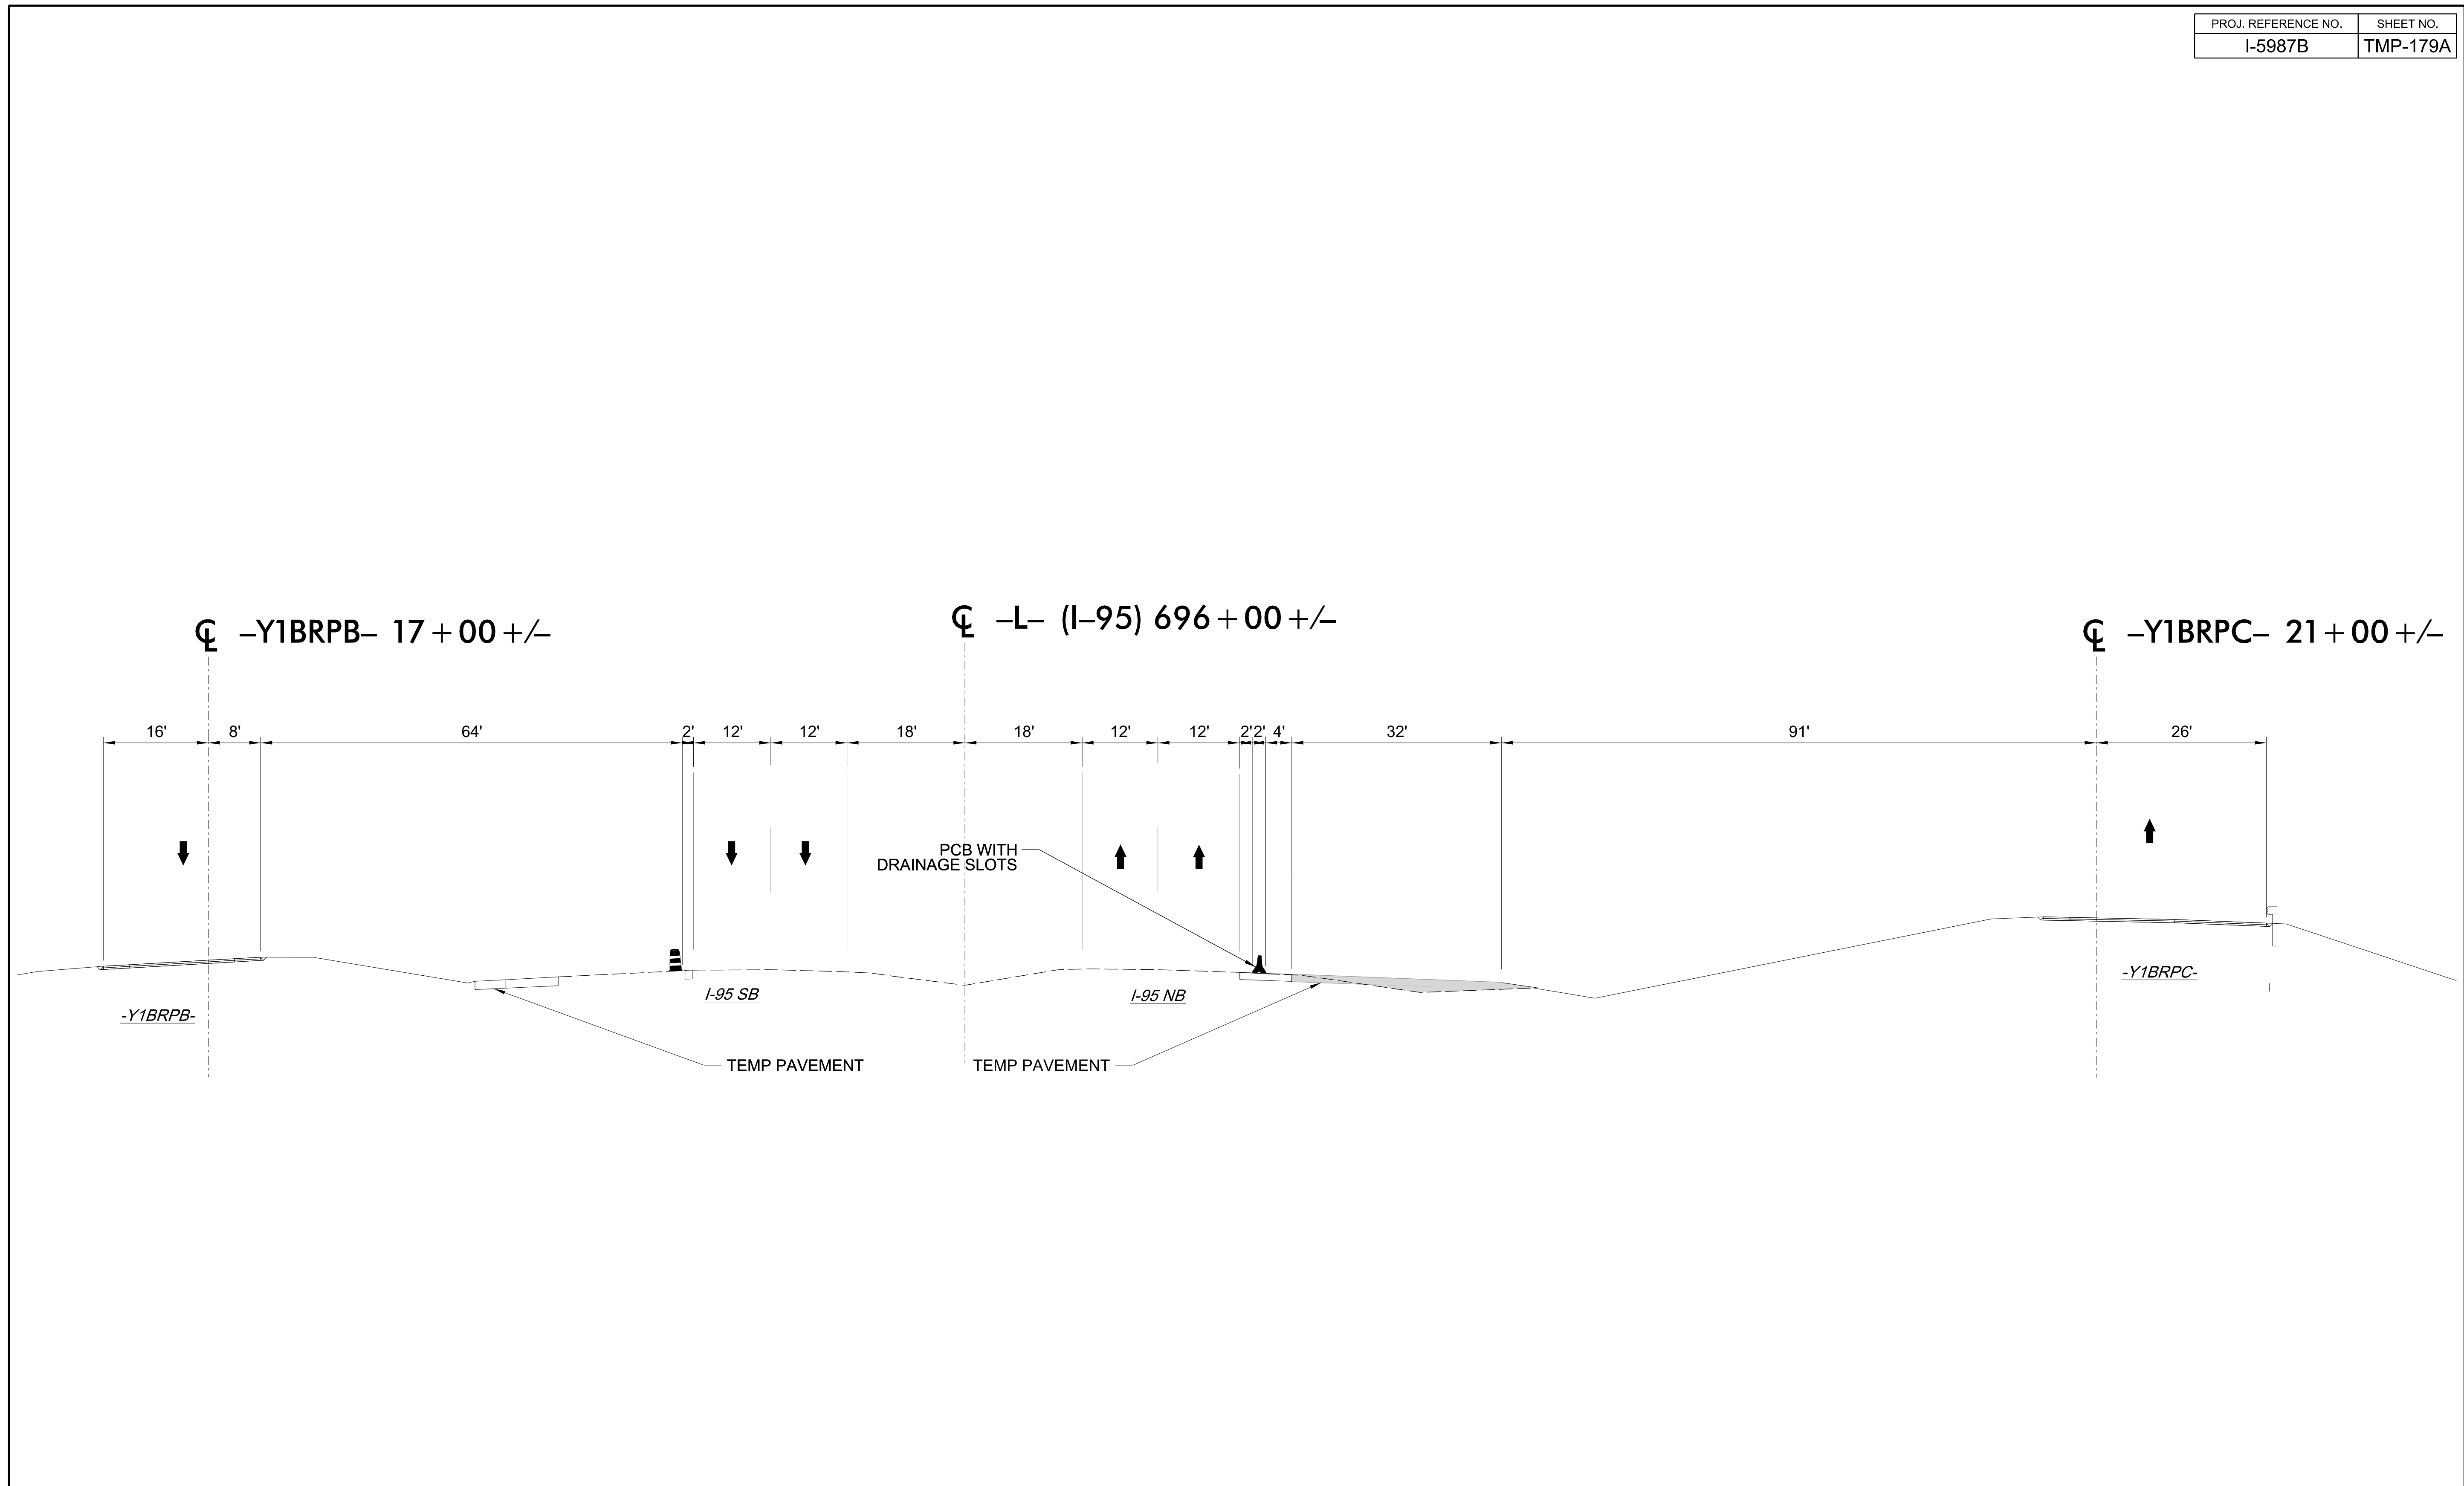 PROJ. REFERENCE NO. SHEET NO.
I-5987B TMP-179A
℄ –L– (I–95) 696+00 +/–
℄ –Y1BRPB– 17+00 +/–
℄ –Y1BRPC– 21+00 +/–
16' 8' 64' 2' 12' 12' 18' 18' 12' 12' 2' 2' 4' 32' 91' 26'
PCB WITH
DRAINAGE SLOTS
-Y1BRPB-
I-95 SB
I-95 NB
-Y1BRPC-
TEMP PAVEMENT
TEMP PAVEMENT